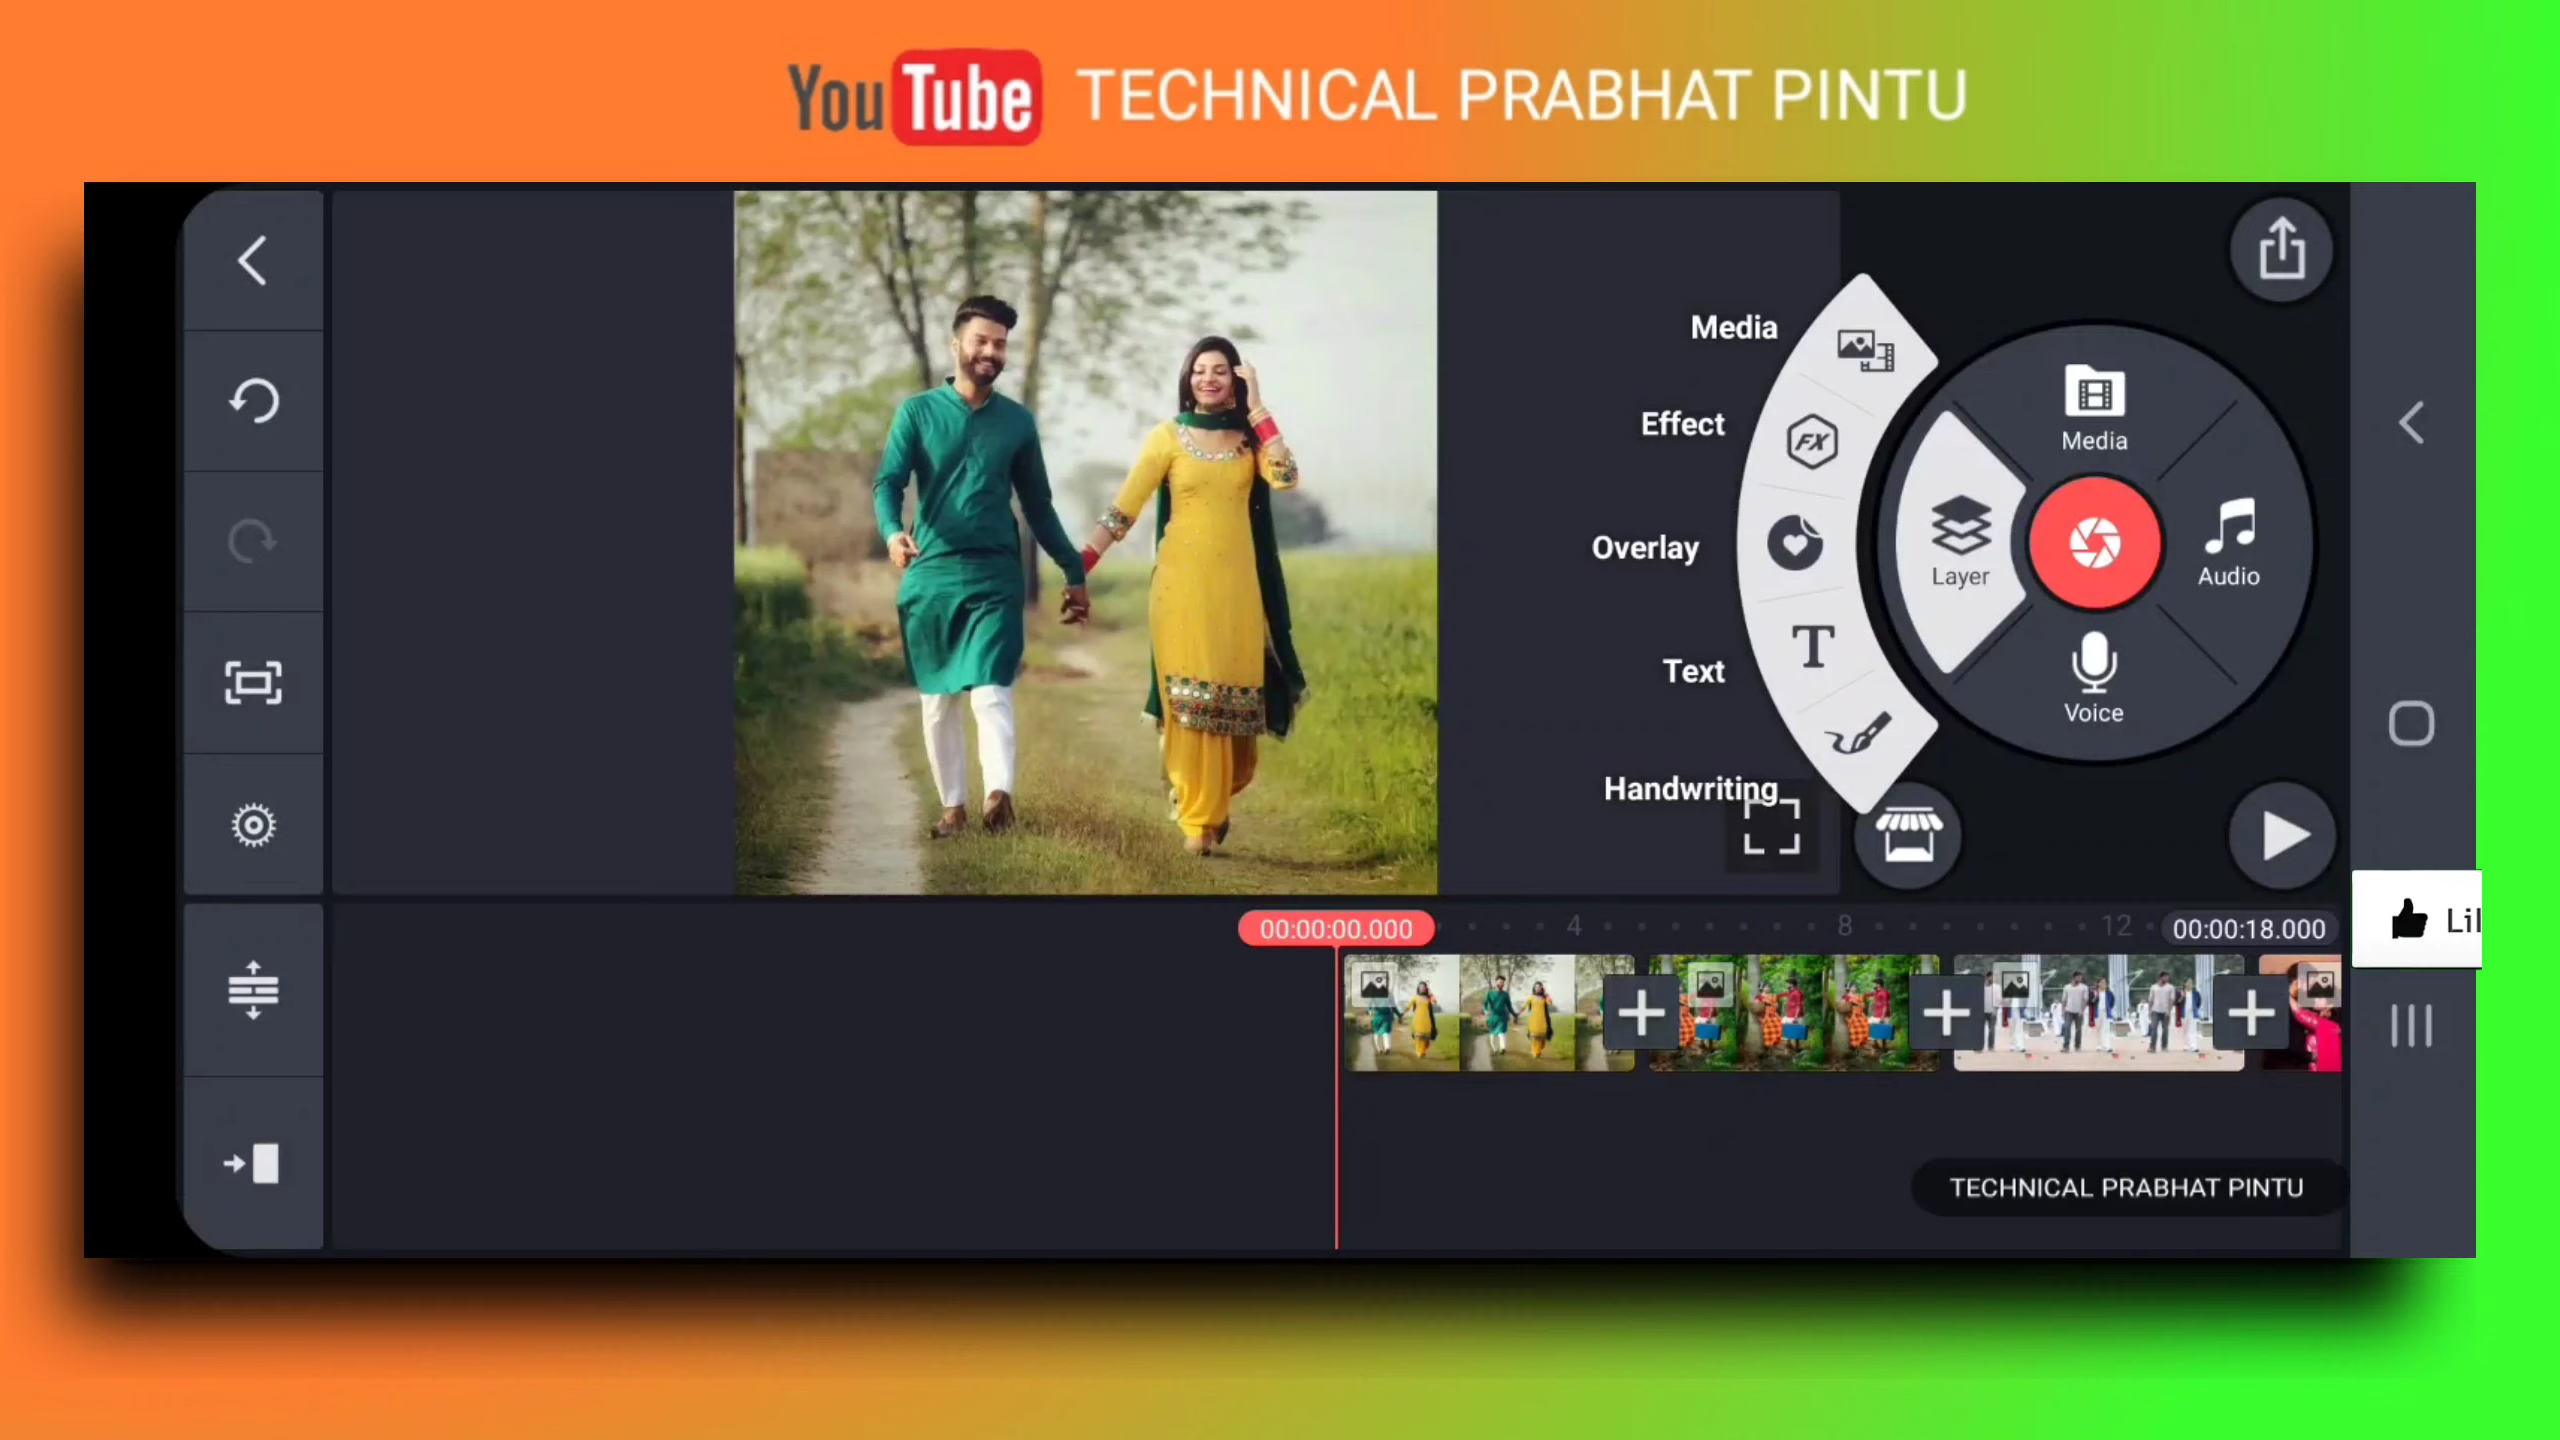 YouTube TECHNICAL PRABHAT PINTU
Media
Effect
Overlay
Text
Handwriting
Media
Layer
Audio
Voice
00:00:00.000
4
8
12
00:00:18.000
TECHNICAL PRABHAT PINTU